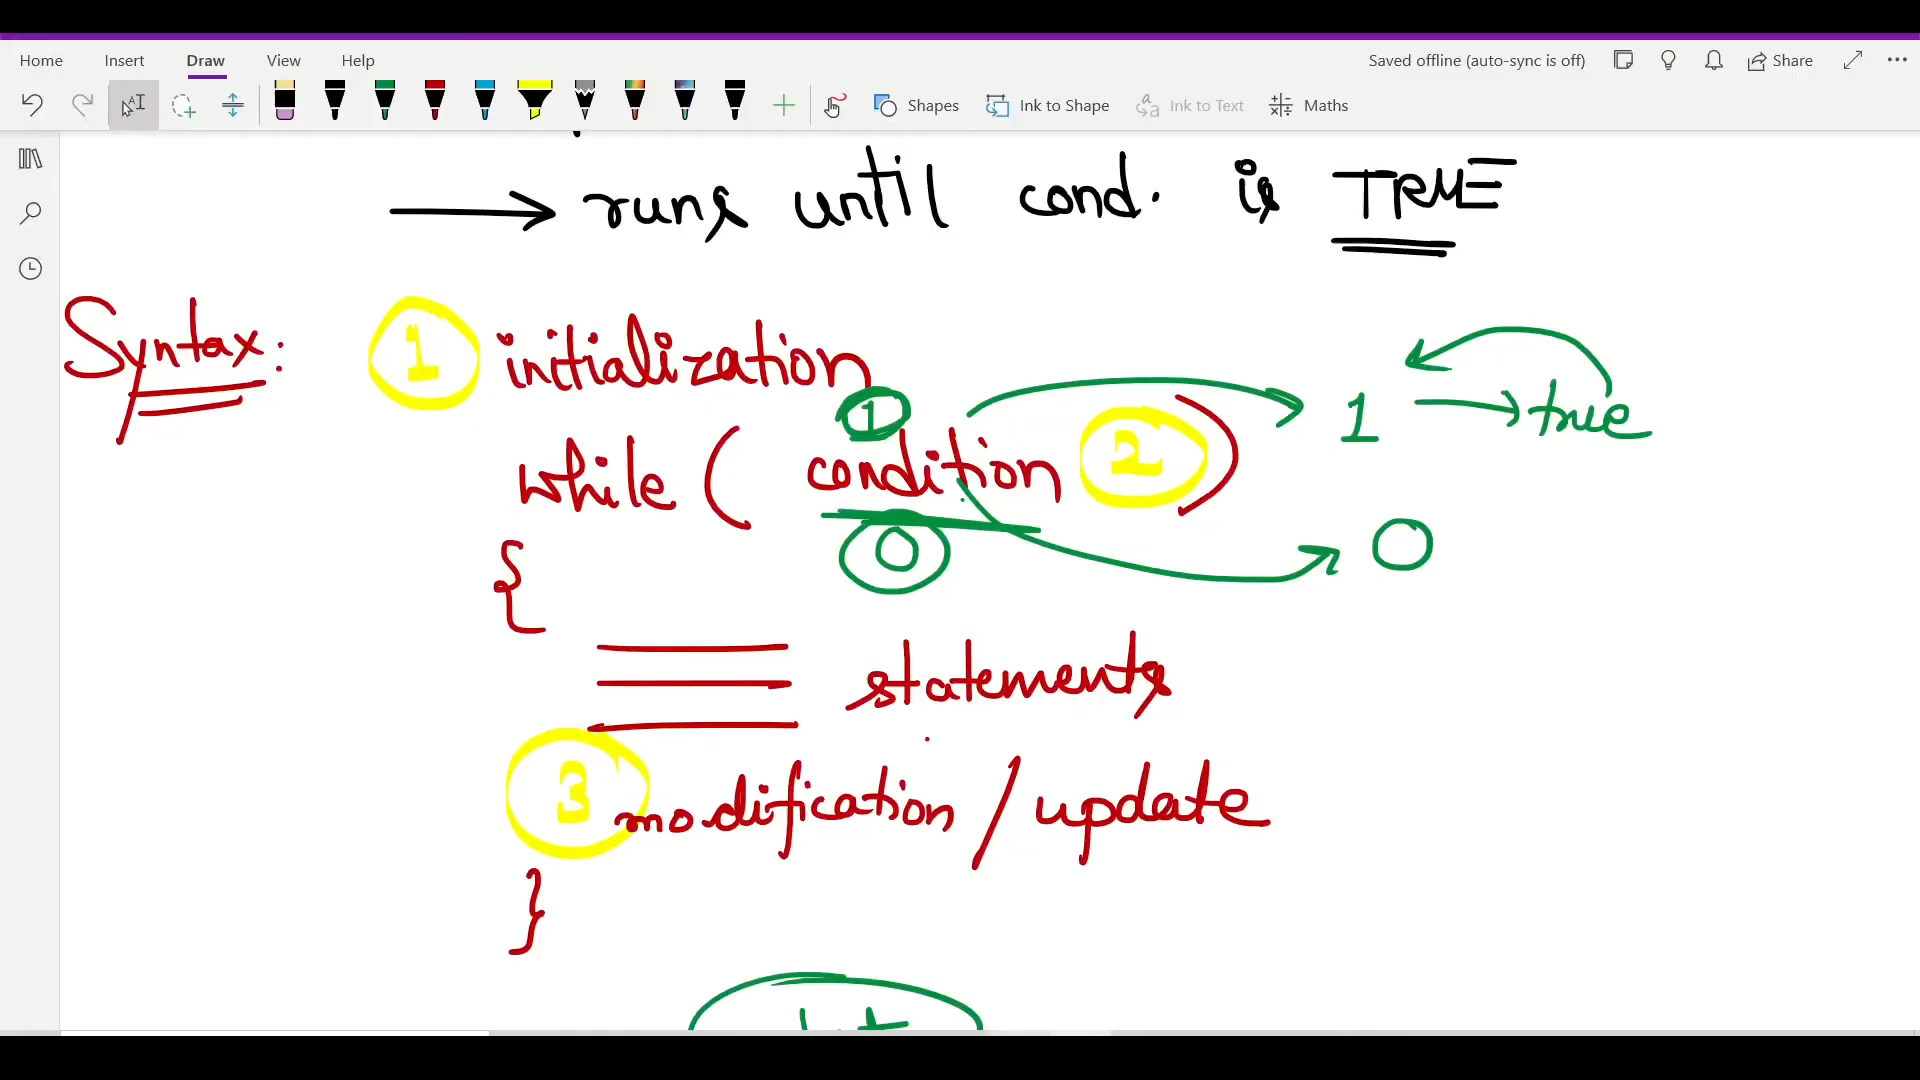 Home Insert Draw View Help Saved offline (auto-sync is off) Share
Shapes Ink to Shape Ink to Text Maths
→ runs until cond. is TRUE
Syntax: 1 initialization
1
1 → true
while ( condition 2 )
0
0
{
statements
3 modification / update
}